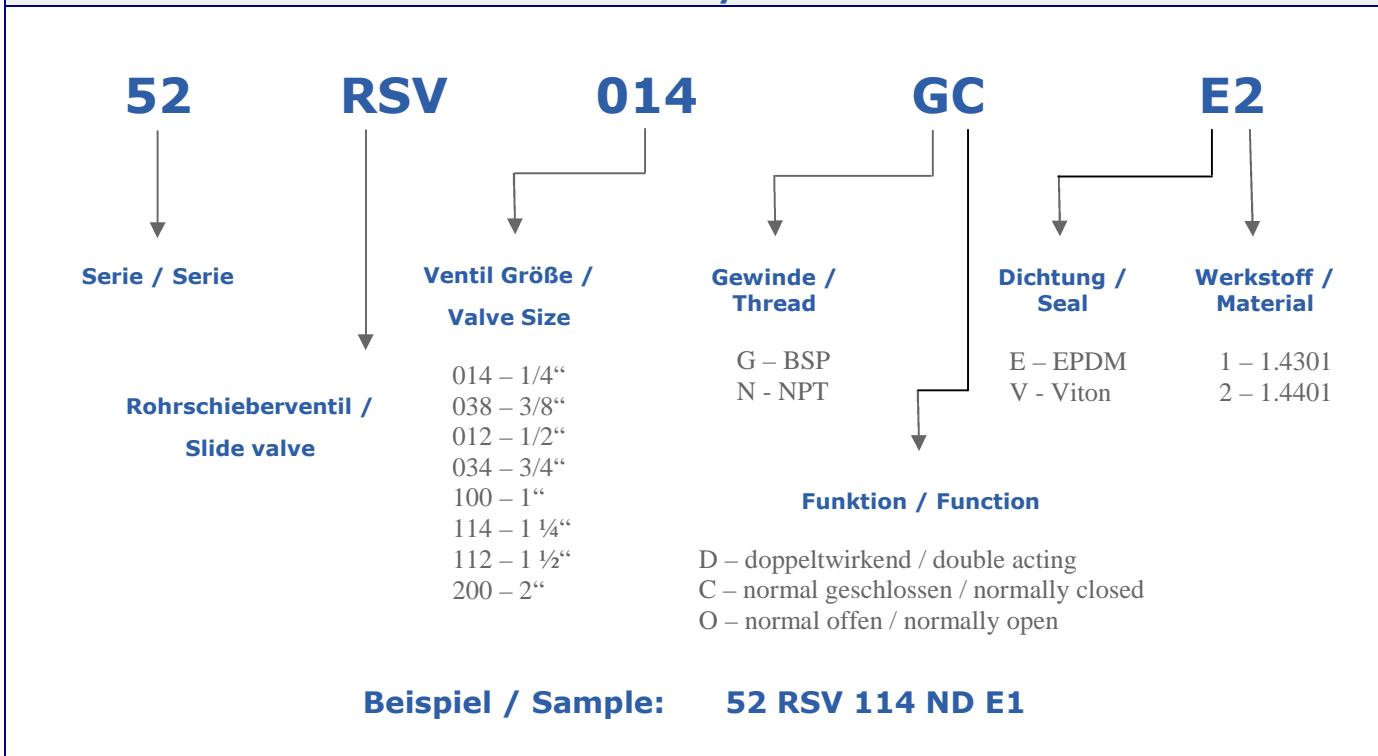 52 RSV 014 GC E2
Serie / Serie
Rohrschieberventil /
Slide valve
Ventil Größe /
Valve Size
014 – 1/4“
038 – 3/8“
012 – 1/2“
034 – 3/4“
100 – 1“
114 – 1 ¼“
112 – 1 ½“
200 – 2“
Gewinde /
Thread
G – BSP
N - NPT
Funktion / Function
D – doppeltwirkend / double acting
C – normal geschlossen / normally closed
O – normal offen / normally open
Dichtung /
Seal
E – EPDM
V - Viton
Werkstoff /
Material
1 – 1.4301
2 – 1.4401
Beispiel / Sample: 52 RSV 114 ND E1